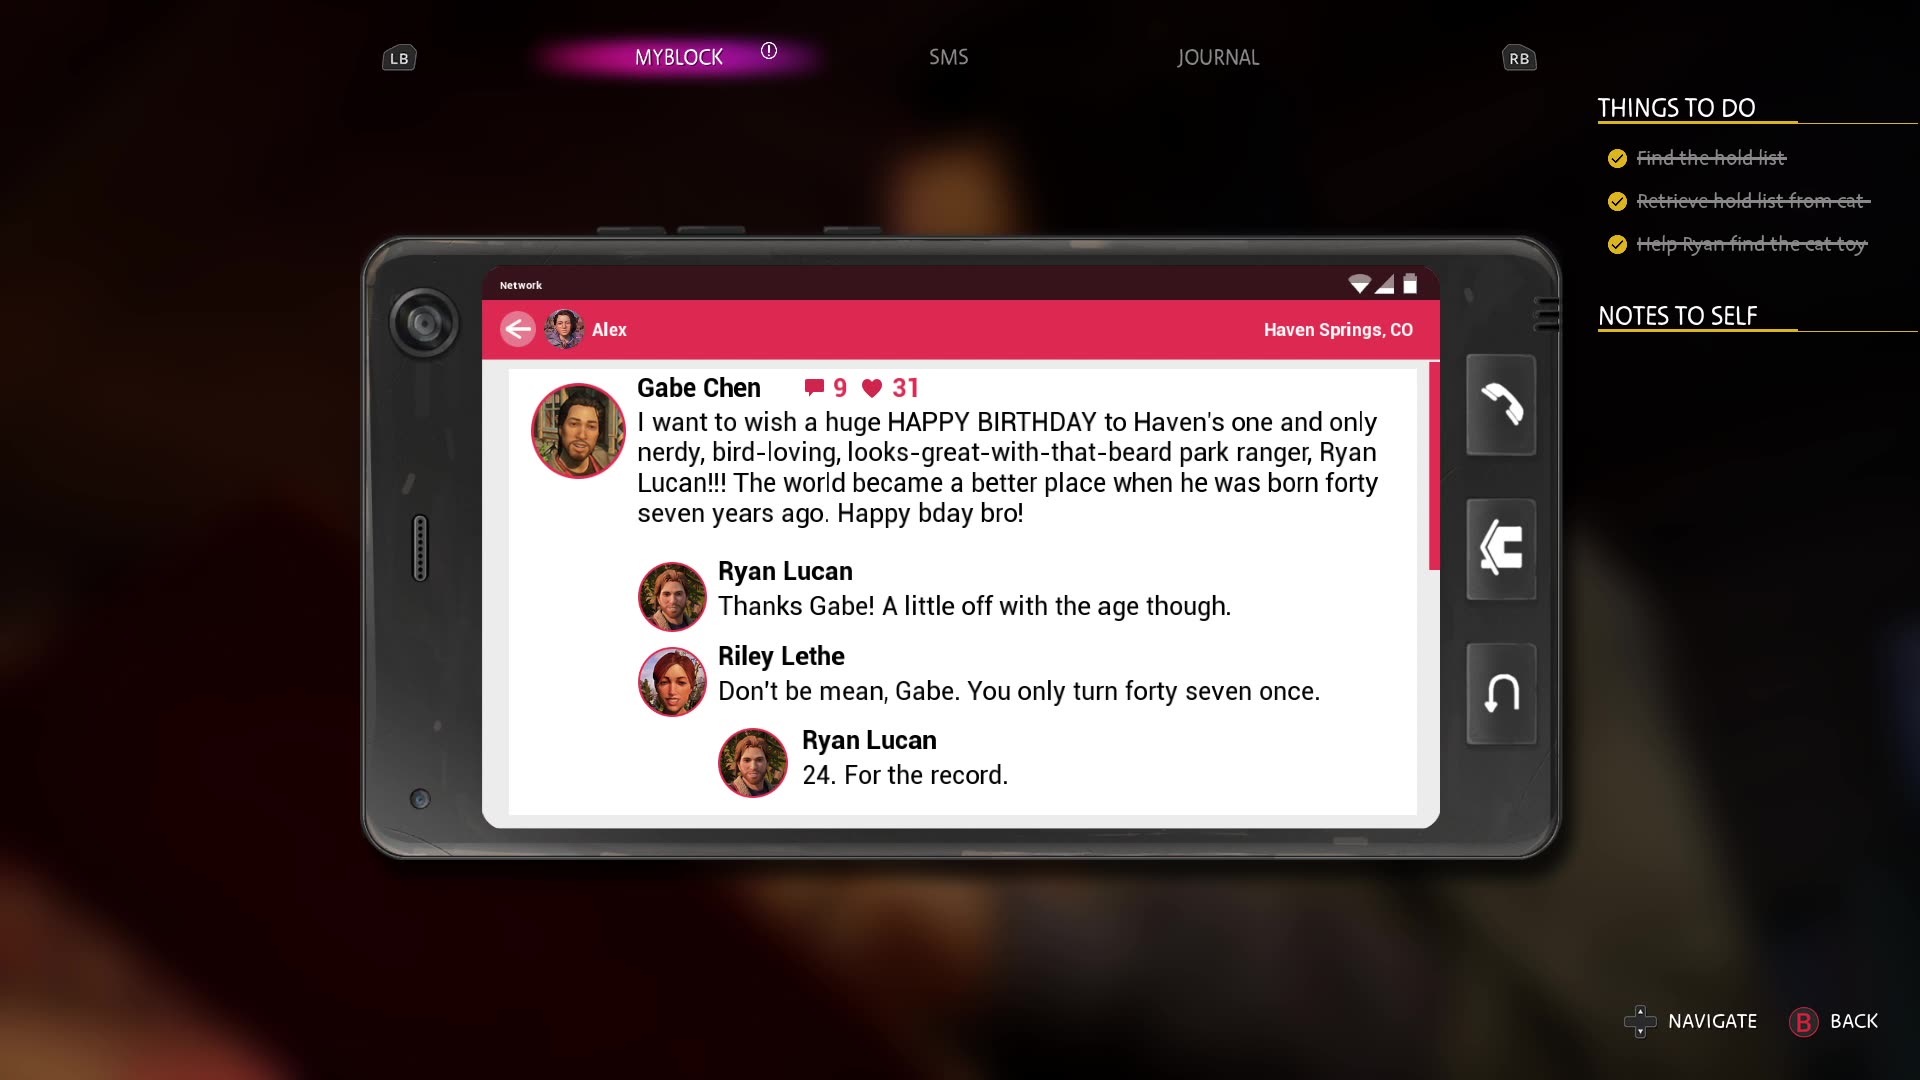 LB
MYBLOCK
SMS
JOURNAL
RB
THINGS TO DO
Find the hold list
Retrieve hold list from cat
Help Ryan find the cat toy
NOTES TO SELF
Network
Alex
Haven Springs, CO
Gabe Chen 9 31
I want to wish a huge HAPPY BIRTHDAY to Haven's one and only
nerdy, bird-loving, looks-great-with-that-beard park ranger, Ryan
Lucan!!! The world became a better place when he was born forty
seven years ago. Happy bday bro!
Ryan Lucan
Thanks Gabe! A little off with the age though.
Riley Lethe
Don't be mean, Gabe. You only turn forty seven once.
Ryan Lucan
24. For the record.
NAVIGATE
B BACK